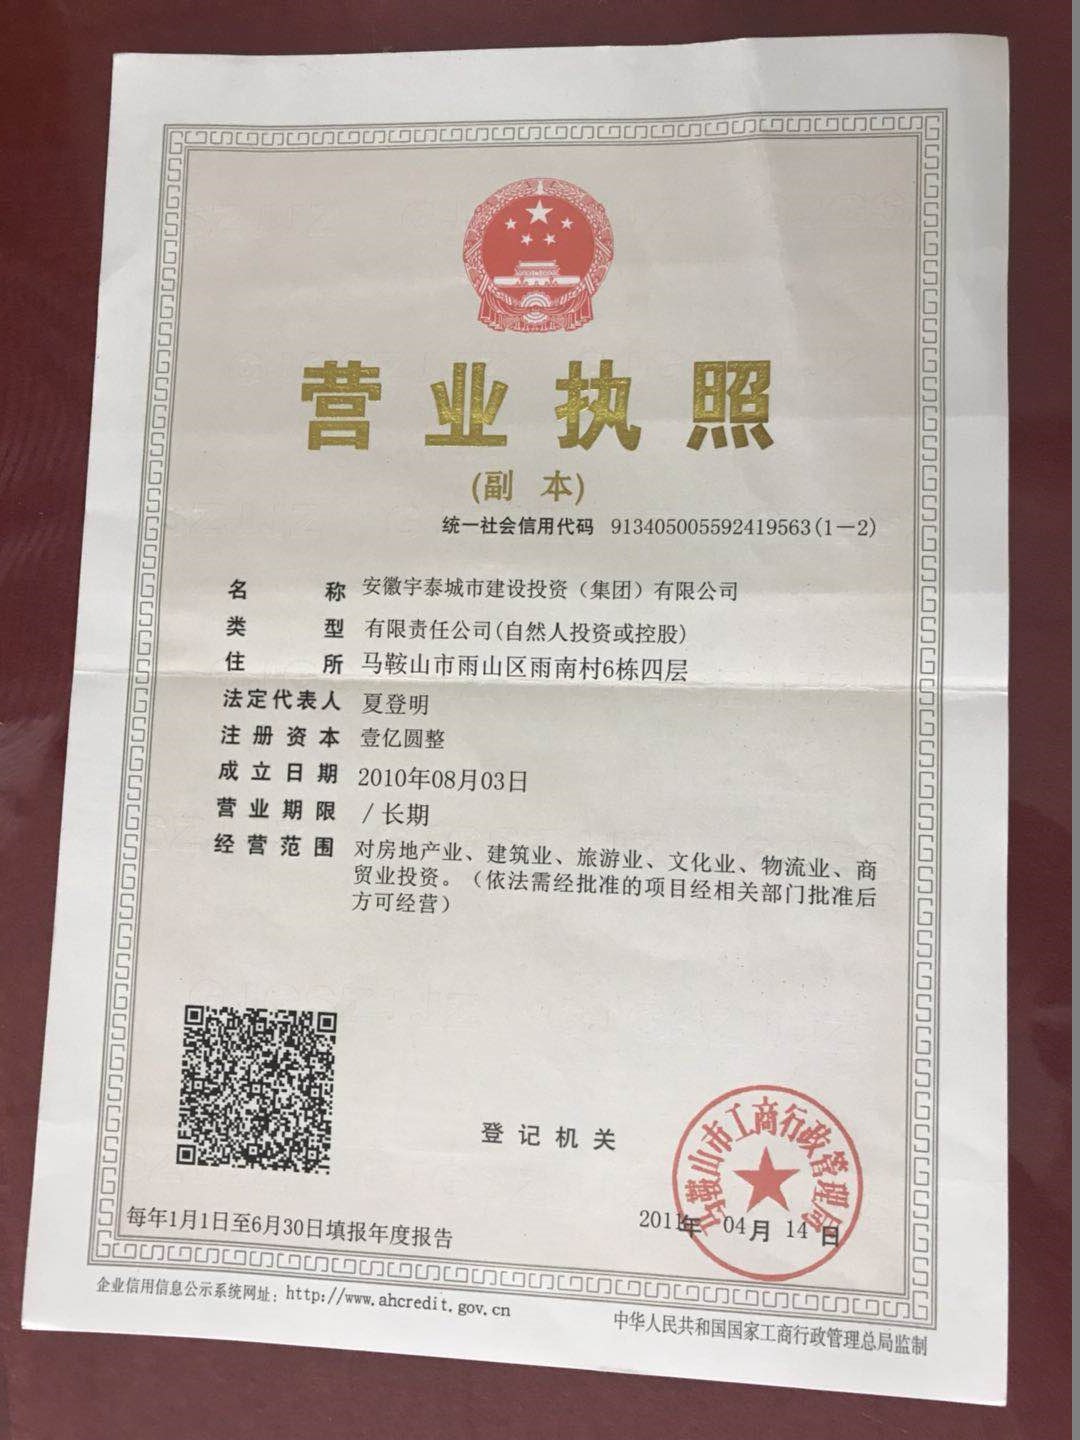 营业执照
(副 本)
统一社会信用代码 913405005592419563(1-2)
名 称 安徽宇泰城市建设投资（集团）有限公司
类 型 有限责任公司(自然人投资或控股)
住 所 马鞍山市雨山区雨南村6栋四层
法定代表人 夏登明
注册资本 壹亿圆整
成立日期 2010年08月03日
营业期限 / 长期
经营范围 对房地产业、建筑业、旅游业、文化业、物流业、商
贸业投资。（依法需经批准的项目经相关部门批准后
方可经营）
登记机关
马鞍山市工商行政管理局
2011年 04月 14日
每年1月1日至6月30日填报年度报告
企业信用信息公示系统网址：http://www.ahcredit.gov.cn
中华人民共和国国家工商行政管理总局监制